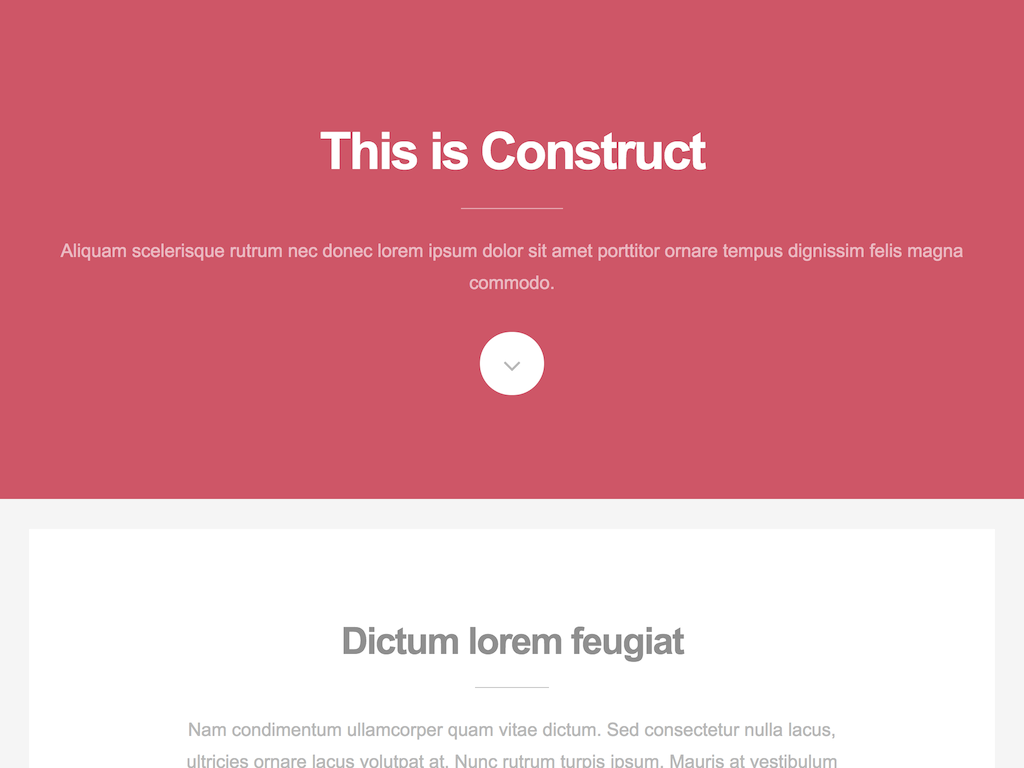 This is Construct
Aliquam scelerisque rutrum nec donec lorem ipsum dolor sit amet porttitor ornare tempus dignissim felis magna
commodo.
Dictum lorem feugiat
Nam condimentum ullamcorper quam vitae dictum. Sed consectetur nulla lacus,
ultricies ornare lacus volutpat at. Nunc rutrum turpis ipsum. Mauris at vestibulum